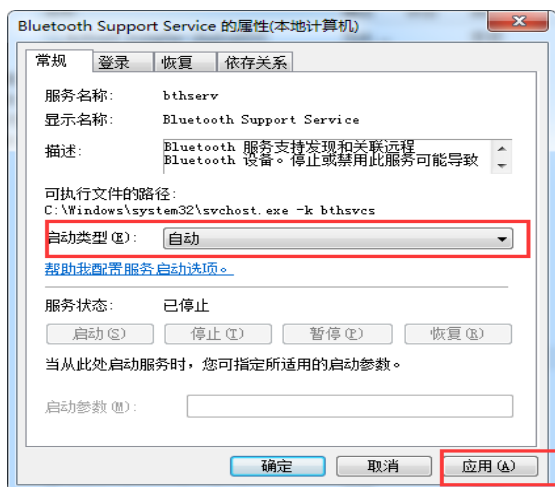 Bluetooth Support Service 的属性(本地计算机)
常规 登录 恢复 依存关系
服务名称: bthserv
显示名称: Bluetooth Support Service
描述: Bluetooth 服务支持发现和关联远程
Bluetooth 设备。停止或禁用此服务可能导致
可执行文件的路径:
C:\Windows\system32\svchost.exe -k bthsvcs
启动类型(E): 自动
帮助我配置服务启动选项。
服务状态: 已停止
启动(S) 停止(T) 暂停(P) 恢复(R)
当从此处启动服务时，您可指定所适用的启动参数。
启动参数(M):
确定 取消 应用(A)